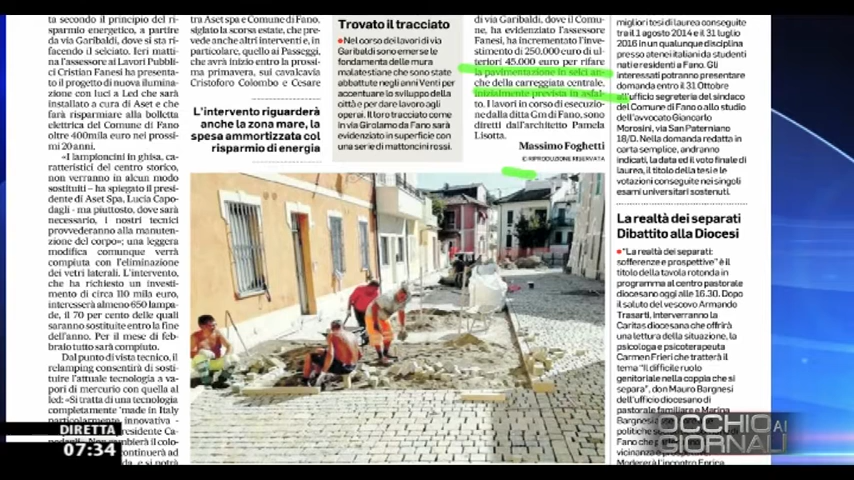 ta secondo il principio del ri-
sparmio energetico, a partire
da via Garibaldi, dove si sta ri-
facendo il selciato. Ieri matti-
na l'assessore ai Lavori Pubbli-
ci Cristian Fanesi ha presenta-
to il progetto di nuova illumina-
zione con luci a Led che sarà
installato a cura di Aset e che
farà risparmiare alla bolletta
elettrica del Comune di Fano
oltre 400mila euro nei prossi-
mi 20 anni.
«I lampioncini in ghisa, ca-
ratteristici del centro storico,
non verranno in alcun modo
sostituiti – ha spiegato il presi-
dente di Aset Spa, Lucia Capo-
dagli - ma piuttosto, dove sarà
necessario, i nostri tecnici
provvederanno alla manuten-
zione del corpo»; una leggera
modifica comunque verrà
compiuta con l'eliminazione
dei vetri laterali. L'intervento,
che ha richiesto un investi-
mento di circa 110 mila euro,
interesserà almeno 650 lampa-
de, il 70 per cento delle quali
saranno sostituite entro la fine
dell'anno. Per il mese di feb-
braio tutto sarà compiuto.
Dal punto di vista tecnico, il
relamping consentirà di sosti-
tuire l'attuale tecnologia a va-
pori di mercurio con quella al
led: «Si tratta di una tecnologia
completamente 'made in Italy
particolarmente innovativa -
tra Aset spa e Comune di Fano,
siglato la scorsa estate, che pre-
vede anche altri interventi e, in
particolare, quello ai Passeggi,
che avrà inizio entro la prossi-
ma primavera, sui cavalcavia
Cristoforo Colombo e Cesare
L'intervento riguarderà
anche la zona mare, la
spesa ammortizzata col
risparmio di energia
Trovato il tracciato
Nel corso dei lavori di via
Garibaldi sono emerse le
fondamenta delle mura
malatestiane che sono state
abbattute negli anni Venti per
accentuare lo sviluppo della
città e per dare lavoro agli
operai. Il loro tracciato come
in via Girolamo da Fano sarà
evidenziato in superficie con
una serie di mattoncini rossi.
di via Garibaldi, dove il Comu-
ne, ha evidenziato l'assessore
Fanesi, ha incrementato l'inve-
stimento di 250.000 euro di ul-
teriori 45.000 euro per rifare
la pavimentazione in selci an-
che della carreggiata centrale,
inizialmente prevista in asfal-
to. I lavori in corso di esecuzio-
ne dalla ditta Gm di Fano, sono
diretti dall'architetto Pamela
Lisotta.
Massimo Foghetti
© RIPRODUZIONE RISERVATA
migliori tesi di laurea conseguite
tra il 1 agosto 2014 e il 31 luglio
2016 in un qualunque disciplina
presso atenei italiani da studenti
nati e residenti a Fano. Gli
interessati potranno presentare
domanda entro il 31 Ottobre
all'ufficio segreteria del sindaco
del Comune di Fano o allo studio
dell'avvocato Giancarlo
Morosini, via San Paterniano
18/D. Nella domanda redatta in
carta semplice, andranno
indicati, la data ed il voto finale di
laurea, il titolo della tesi e le
votazioni conseguite nei singoli
esami universitari sostenuti.
La realtà dei separati
Dibattito alla Diocesi
"La realtà dei separati:
sofferenze e prospettive" è il
titolo della tavola rotonda in
programma al centro pastorale
diocesano oggi alle 16.30. Dopo
il saluto del vescovo Armando
Trasarti, interverranno la
Caritas diocesana che offrirà
una lettura della situazione, la
psicologa e psicoterapeuta
Carmen Frieri che tratterà il
tema "Il difficile ruolo
genitoriale nella coppia che si
separa", don Mauro Bargnesi
dell'ufficio diocesano di
pastorale familiare e Marina
Bargnesi
politiche
Fano che
vicinanza
Modererà l'incontro Enrica
DIRETTA
07:34
OCCHIO AI
GIORNALI